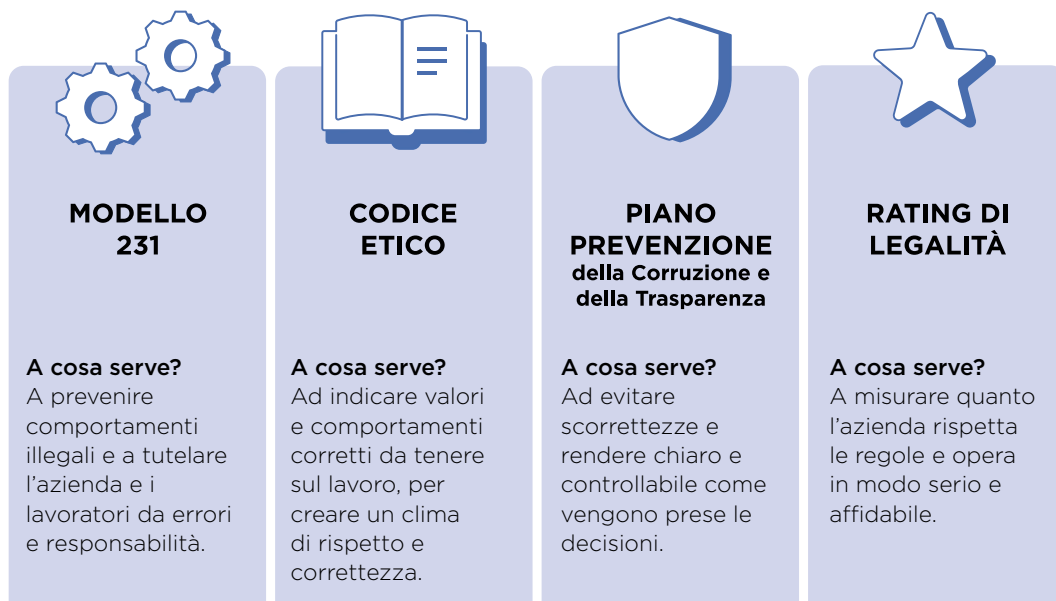 MODELLO
231
A cosa serve?
A prevenire
comportamenti
illegali e a tutelare
l’azienda e i
lavoratori da errori
e responsabilità.
CODICE
ETICO
A cosa serve?
Ad indicare valori
e comportamenti
corretti da tenere
sul lavoro, per
creare un clima
di rispetto e
correttezza.
PIANO
PREVENZIONE
della Corruzione e
della Trasparenza
A cosa serve?
Ad evitare
scorrettezze e
rendere chiaro e
controllabile come
vengono prese le
decisioni.
RATING DI
LEGALITÀ
A cosa serve?
A misurare quanto
l’azienda rispetta
le regole e opera
in modo serio e
affidabile.